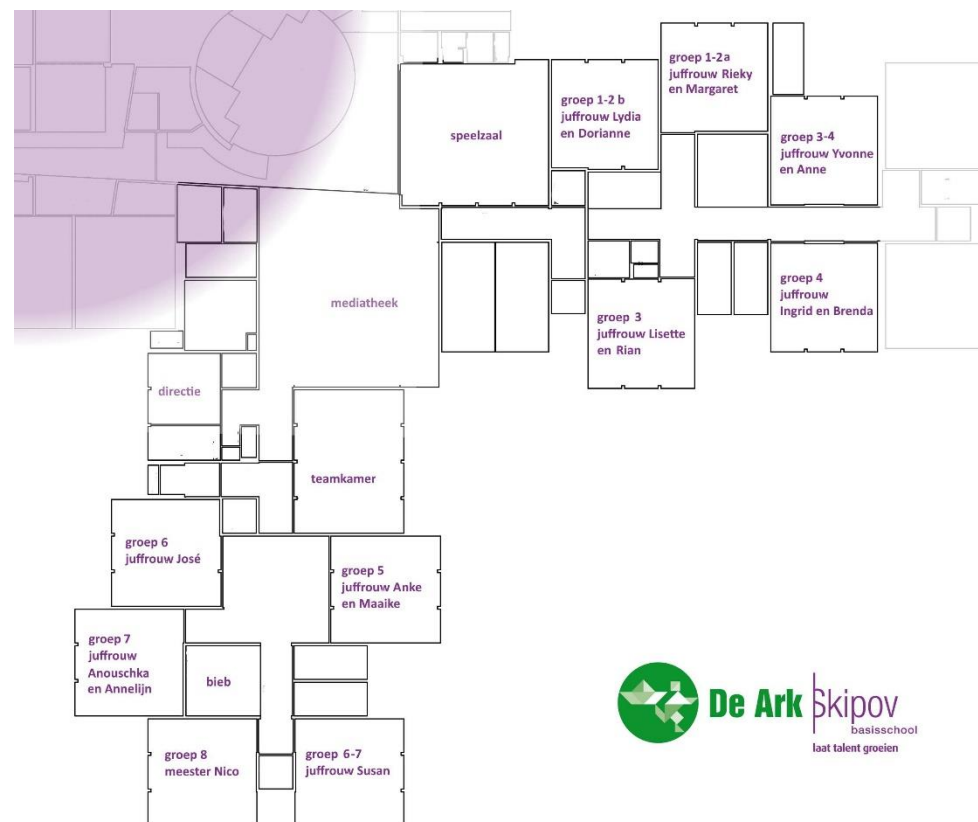 groep 1-2a
juffrouw Rieky
en Margaret
groep 1-2 b
juffrouw Lydia
en Dorianne
speelzaal
groep 3-4
juffrouw Yvonne
en Anne
mediatheek
groep 3
juffrouw Lisette
en Rian
groep 4
juffrouw
Ingrid en Brenda
directie
teamkamer
groep 6
juffrouw José
groep 5
juffrouw Anke
en Maaike
groep 7
juffrouw
Anouschka
en Annelijn
bieb
groep 8
meester Nico
groep 6-7
juffrouw Susan
De Ark Skipov
basisschool
laat talent groeien